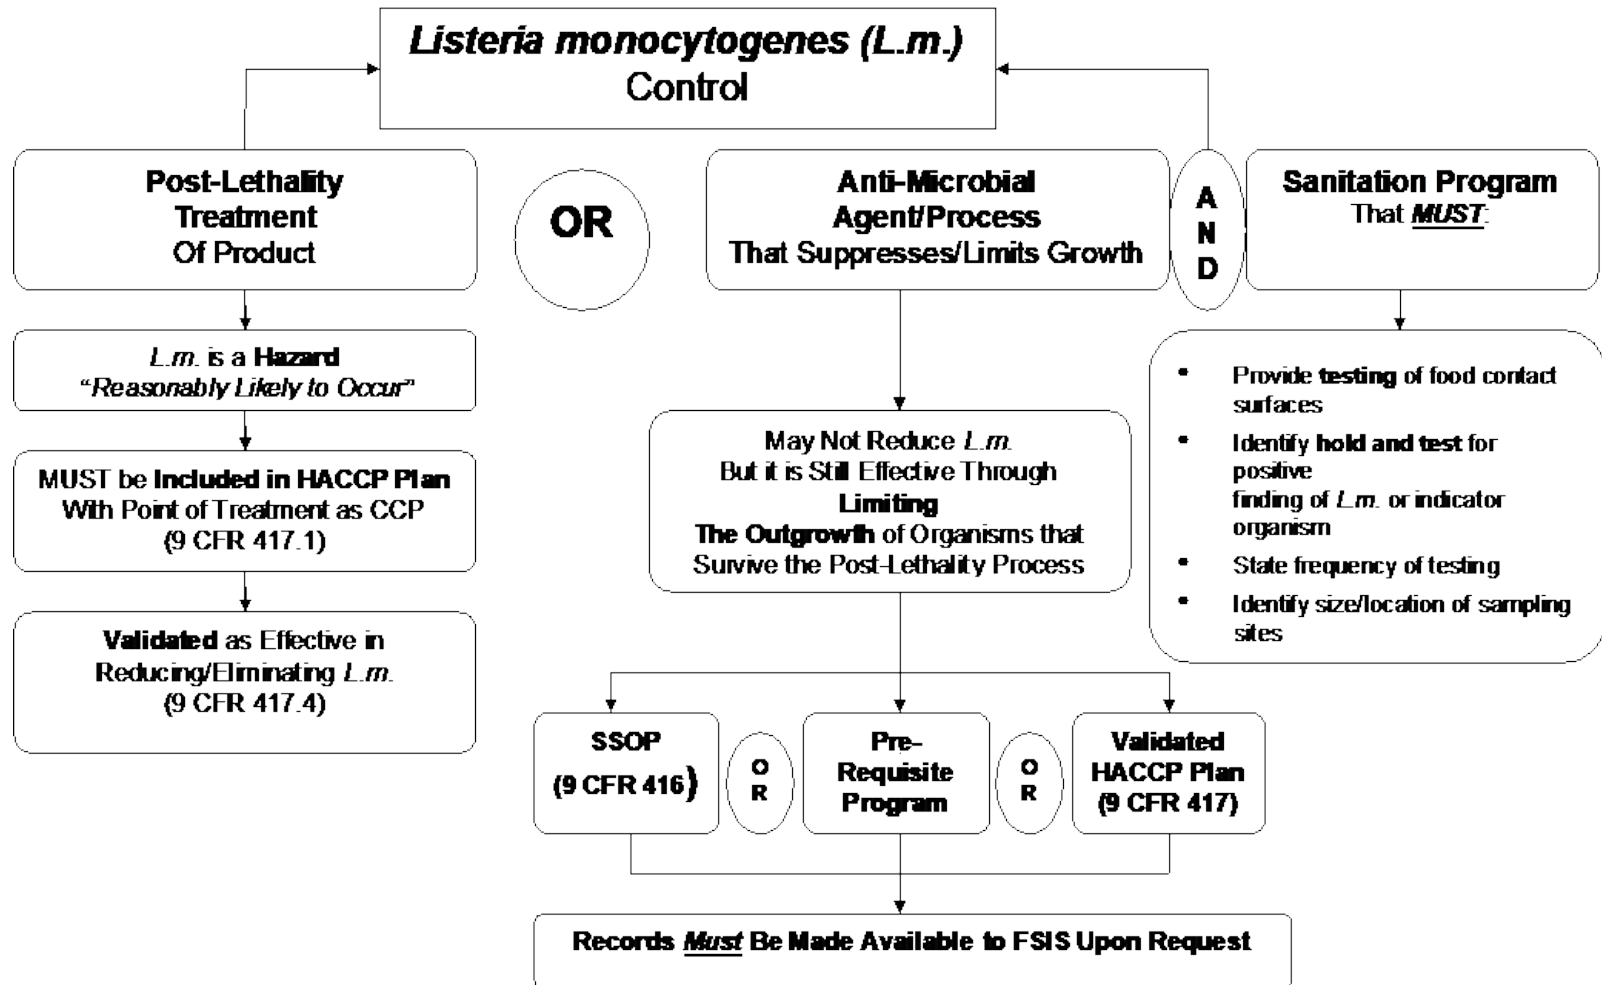 Listeria monocytogenes (L.m.)
Control
Post-Lethality
Treatment
Of Product
OR
Anti-Microbial
Agent/Process
That Suppresses/Limits Growth
A
N
D
Sanitation Program
That MUST:
L.m. is a Hazard
“Reasonably Likely to Occur”
MUST be Included in HACCP Plan
With Point of Treatment as CCP
(9 CFR 417.1)
Validated as Effective in
Reducing/Eliminating L.m.
(9 CFR 417.4)
May Not Reduce L.m.
But it is Still Effective Through
Limiting
The Outgrowth of Organisms that
Survive the Post-Lethality Process
• Provide testing of food contact
surfaces
• Identify hold and test for
positive
finding of L.m. or indicator
organism
• State frequency of testing
• Identify size/location of sampling
sites
SSOP
(9 CFR 416)
O
R
Pre-
Requisite
Program
O
R
Validated
HACCP Plan
(9 CFR 417)
Records Must Be Made Available to FSIS Upon Request